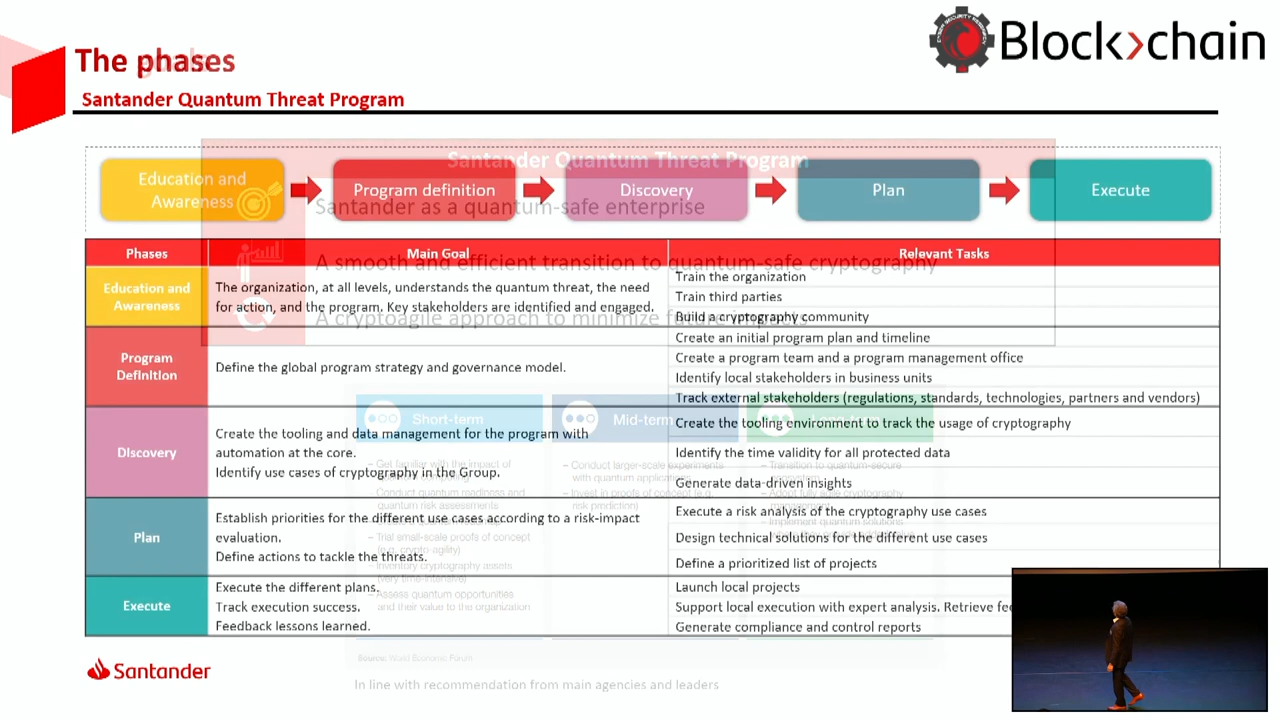 The phases
Santander Quantum Threat Program
Blockchain
Santander Quantum Threat Program
Education and
Awareness
Program definition
Discovery
Plan
Execute
Santander as a quantum-safe enterprise
Phases
Main Goal
Relevant Tasks
A smooth and efficient transition to quantum-safe cryptography
Education and
Awareness
The organization, at all levels, understands the quantum threat, the need
for action, and the program. Key stakeholders are identified and engaged.
Train the organization
Train third parties
Build a cryptography community
A cryptoagile approach to minimize future impacts
Program
Definition
Define the global program strategy and governance model.
Create an initial program plan and timeline
Create a program team and a program management office
Identify local stakeholders in business units
Track external stakeholders (regulations, standards, technologies, partners and vendors)
Short-term
Mid-term
Long-term
Discovery
Create the tooling and data management for the program with
automation at the core.
Identify use cases of cryptography in the Group.
Create the tooling environment to track the usage of cryptography
Identify the time validity for all protected data
Generate data-driven insights
– Get familiar with the impact of
– Conduct quantum readiness and
quantum risk assessments
– Trial small-scale proofs of concept
(e.g. crypto-agility)
– Inventory cryptography assets
(very time-intensive)
– Assess quantum opportunities
and their value to the organization
– Conduct larger-scale experiments
with quantum applications
– Invest in proofs of concept (e.g.
risk prediction)
– Transition to quantum-secure
– Adopt fully agile cryptography
– Implement quantum solutions
Plan
Establish priorities for the different use cases according to a risk-impact
evaluation.
Define actions to tackle the threats.
Execute a risk analysis of the cryptography use cases
Design technical solutions for the different use cases
Define a prioritized list of projects
Execute
Execute the different plans.
Track execution success.
Feedback lessons learned.
Launch local projects
Support local execution with expert analysis. Retrieve
Generate compliance and control reports
Source: World Economic Forum
Santander
In line with recommendation from main agencies and leaders